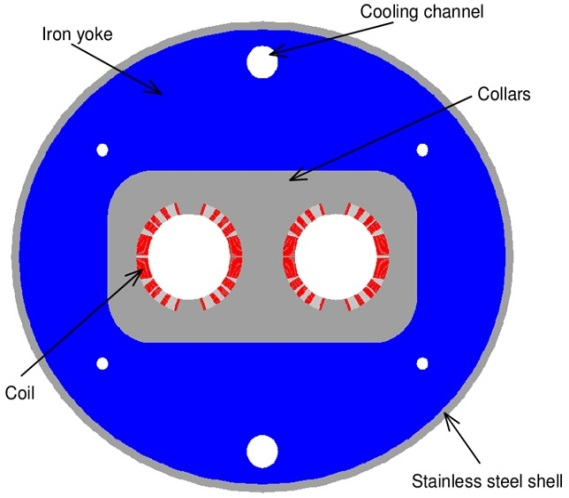 Cooling channel
Iron yoke
Collars
Coil
Stainless steel shell